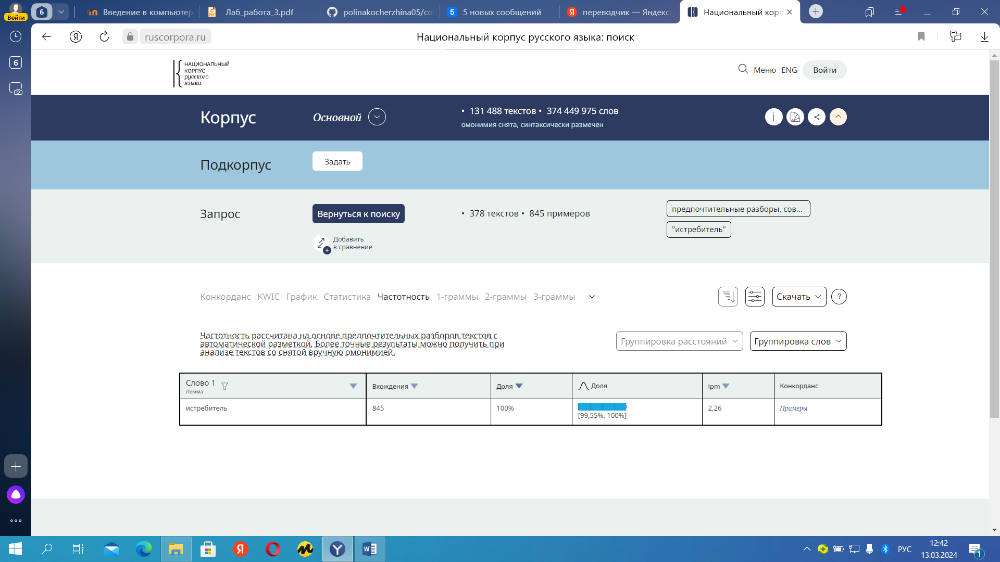 6
Введение в компьютер
Лаб_работа_3.pdf
polinakocherzhina05/co
5
5 новых сообщений
Я
переводчик — Яндекс:
Национальный корп
Войти
6
Я
ruscorpora.ru
Национальный корпус русского языка: поиск
НАЦИОНАЛЬНЫЙ
КОРПУС
русского
языка
Меню
ENG
Войти
Корпус
Основной
• 131 488 текстов • 374 449 975 слов
омонимия снята, синтаксически размечен
Подкорпус
Задать
Запрос
Вернуться к поиску
• 378 текстов • 845 примеров
предпочтительные разборы, сов...
"истребитель"
Добавить
в сравнение
Конкорданс KWIC График Статистика Частотность 1-граммы 2-граммы 3-граммы
Скачать
?
Частотность рассчитана на основе предпочтительных разборов текстов с
автоматической разметкой. Более точные результаты можно получить при
анализе текстов со снятой вручную омонимией.
Группировка расстояний
Группировка слов
Слово 1
Лемма
Вхождения
Доля
Доля
ipm
Конкорданс
истребитель
845
100%
[99,55%, 100%]
2,26
Примеры
РУС
12:42
13.03.2024
1